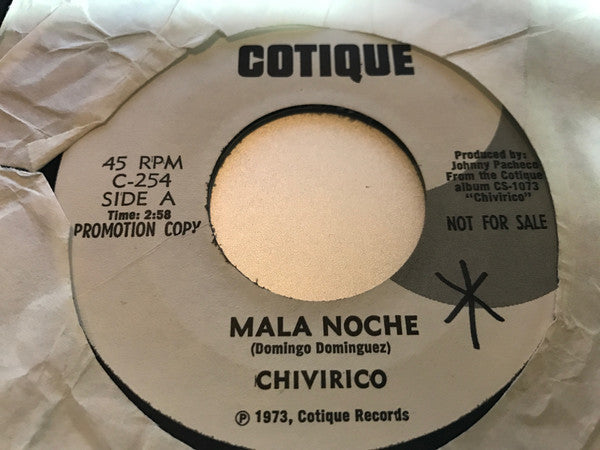 COTIQUE
45 RPM
C-254
SIDE A
Time: 2:58
PROMOTION COPY
Produced by:
Johnny Pacheco
From the Cotique
album CS-1073
"Chivirico"
NOT FOR SALE
MALA NOCHE
(Domingo Dominguez)
CHIVIRICO
℗ 1973, Cotique Records